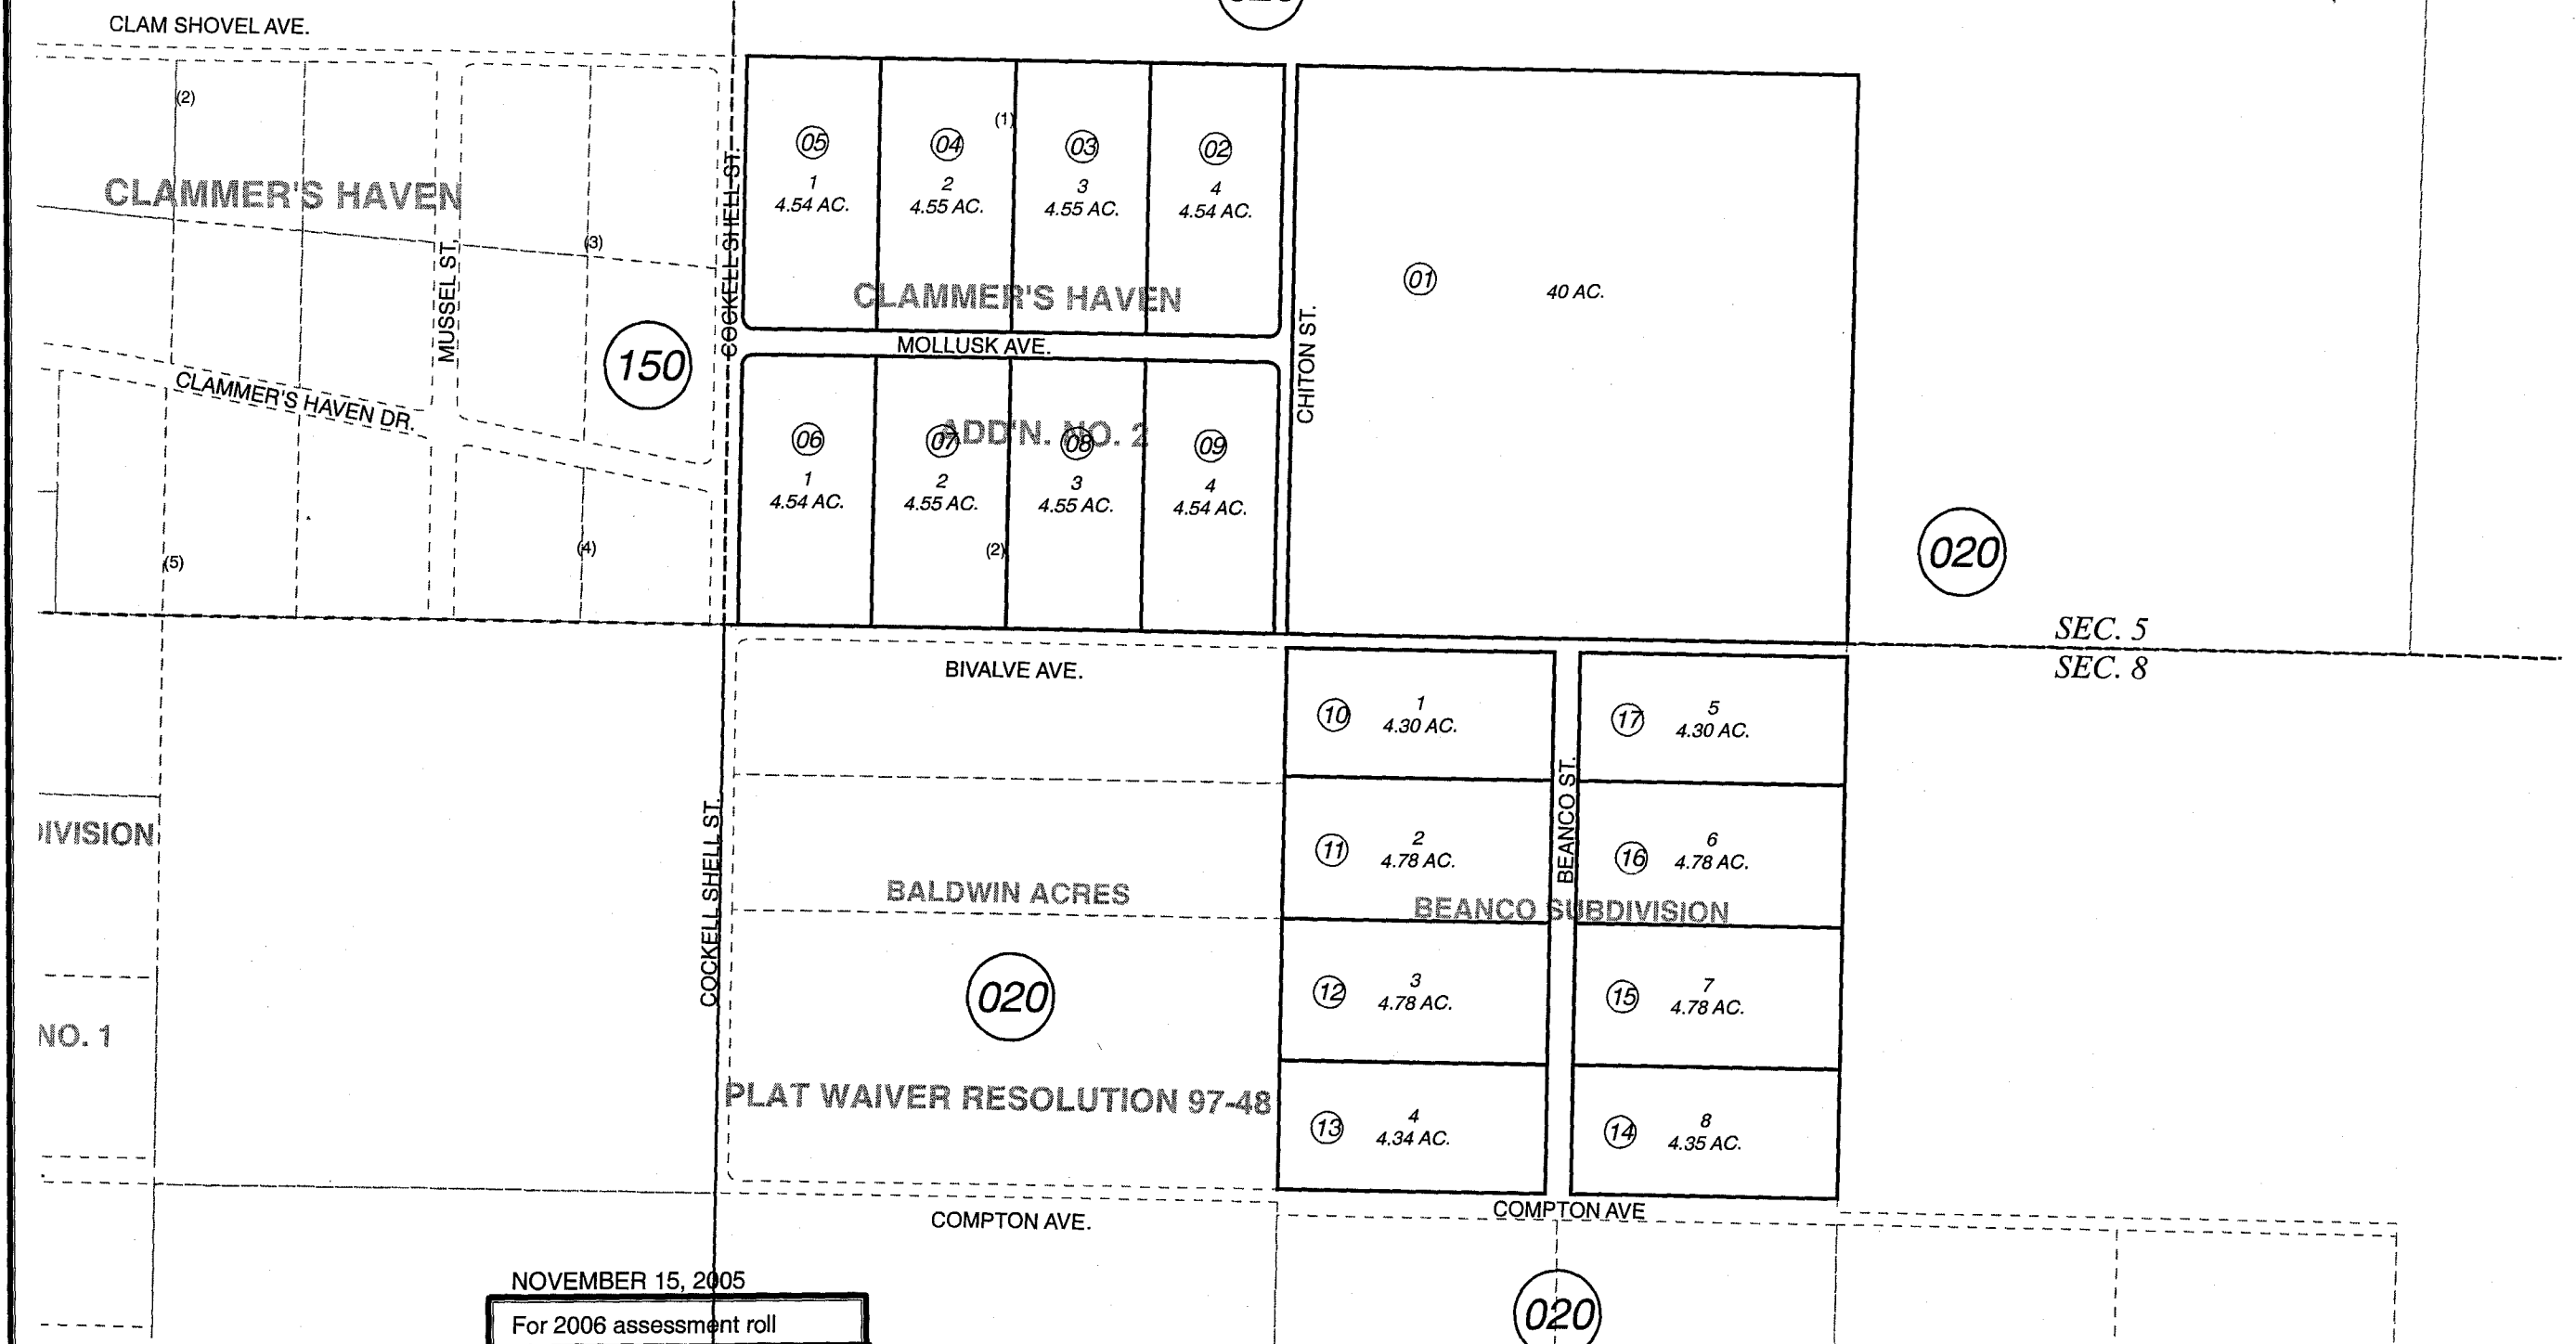 CLAM SHOVEL AVE.
(2)
CLAMMER'S HAVEN
(3)
MUSSEL ST.
CLAMMER'S HAVEN DR.
150
(4)
(5)
COCKELL SHELL ST.
05
1
4.54 AC.
04
2
4.55 AC.
(1)
03
3
4.55 AC.
02
4
4.54 AC.
CLAMMER'S HAVEN
MOLLUSK AVE.
ADD'N. NO. 2
06
1
4.54 AC.
07
2
4.55 AC.
08
3
4.55 AC.
09
4
4.54 AC.
(2)
CHITON ST.
01
40 AC.
020
SEC. 5
SEC. 8
BIVALVE AVE.
COCKELL SHELL ST.
BALDWIN ACRES
020
PLAT WAIVER RESOLUTION 97-48
10
1
4.30 AC.
17
5
4.30 AC.
11
2
4.78 AC.
BEANCO ST.
16
6
4.78 AC.
BEANCO SUBDIVISION
12
3
4.78 AC.
15
7
4.78 AC.
13
4
4.34 AC.
14
8
4.35 AC.
NO. 1
COMPTON AVE.
COMPTON AVE
020
NOVEMBER 15, 2005
For 2006 assessment roll